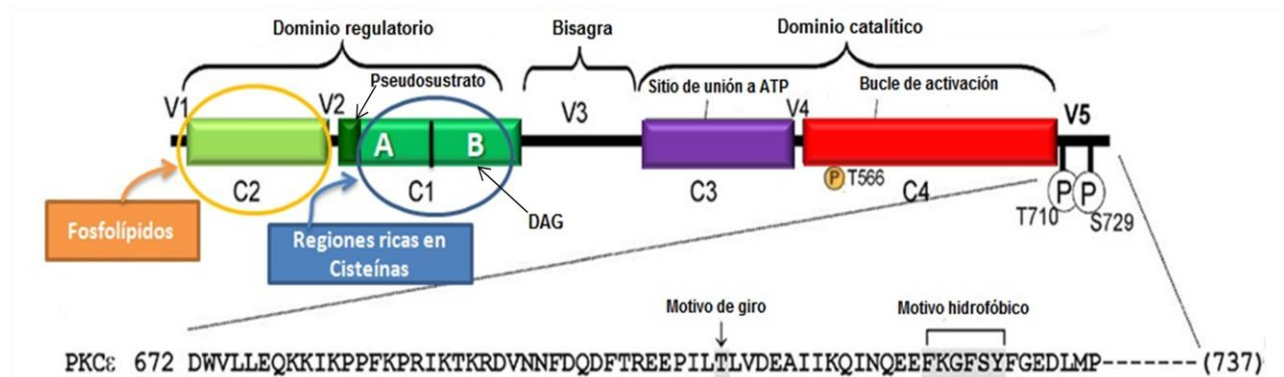 Dominio regulatorio Bisagra Dominio catalítico
Pseudosustrato Sitio de unión a ATP Bucle de activación
V1 V2 V3 V4 V5
A B
P T566 P P
C2 C1 C3 C4
T710 S729
DAG
Fosfolípidos
Regiones ricas en
Cisteínas
Motivo de giro Motivo hidrofóbico
PKCε 672 DWVLLEQKKIKPPFKPRIKTKRDVNNFDQDFTREEPILTLVDEAIIKQINQEEFKGFSYFGEDLMP-------(737)